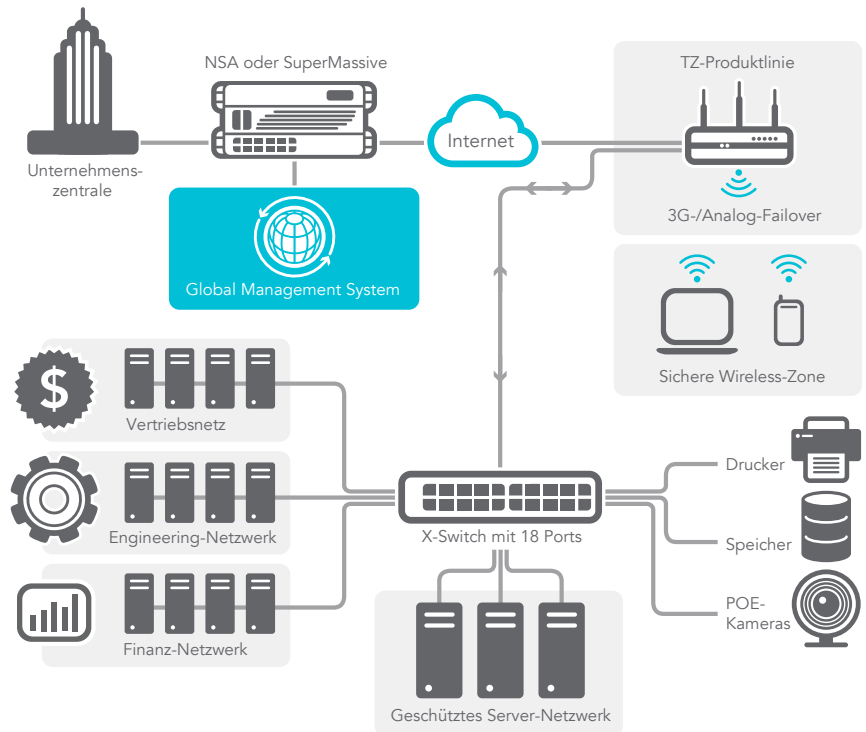 NSA oder SuperMassive
TZ-Produktlinie
Internet
Unternehmens-
zentrale
3G-/Analog-Failover
Global Management System
Sichere Wireless-Zone
$
Vertriebsnetz
Drucker
Engineering-Netzwerk
X-Switch mit 18 Ports
Speicher
POE-
Kameras
Finanz-Netzwerk
Geschütztes Server-Netzwerk